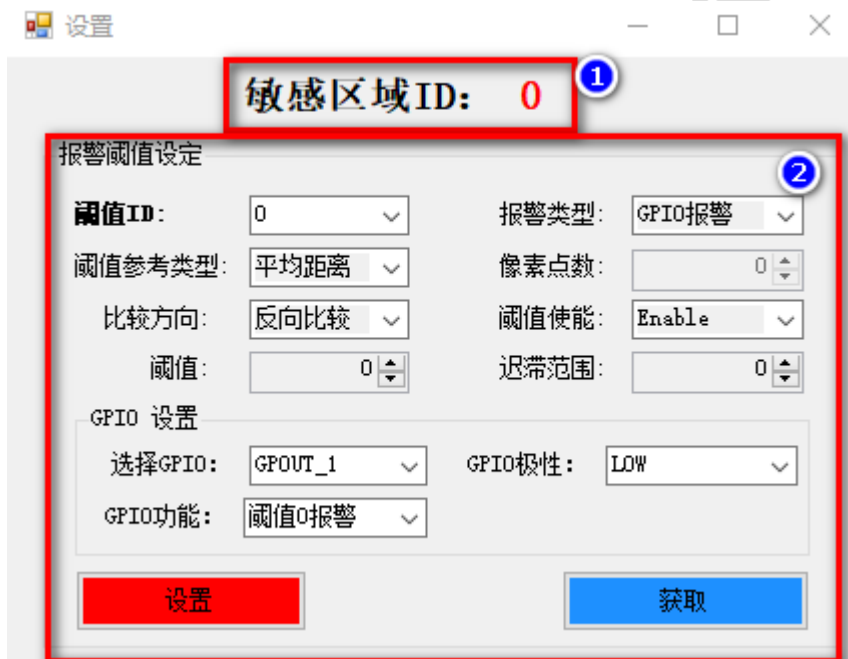 设置
敏感区域ID: 0
1
报警阈值设定
2
阈值ID: 0 报警类型: GPIO报警
阈值参考类型: 平均距离 像素点数: 0
比较方向: 反向比较 阈值使能: Enable
阈值: 0 迟滞范围: 0
GPIO 设置
选择GPIO: GPOUT_1 GPIO极性: LOW
GPIO功能: 阈值0报警
设置 获取